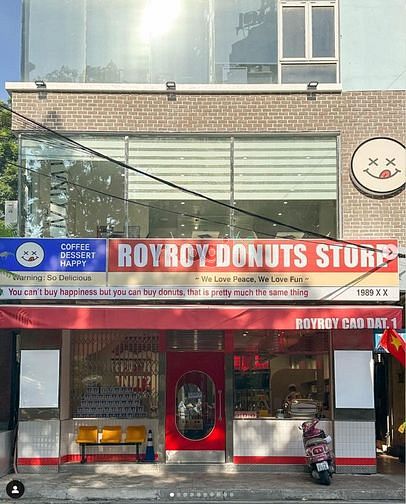 COFFEE
DESSERT
HAPPY
ROYROY DONUTS STORE
Warning: So Delicious
~ We Love Peace, We Love Fun ~
You can't buy happiness but you can buy donuts, that is pretty much the same thing
1989 X X
ROYROY CAO DAT. 1